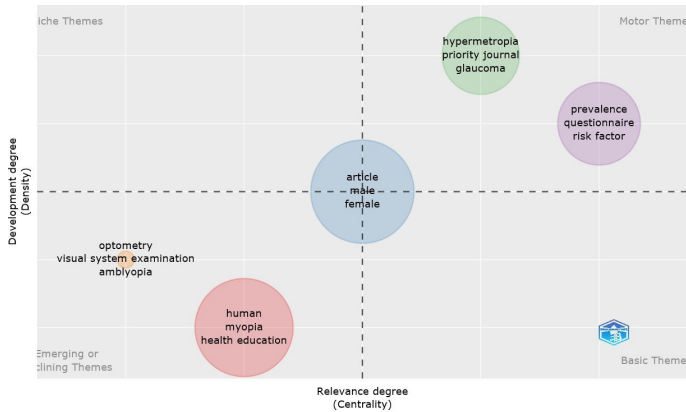 iche Themes
Motor Theme
hypermetropia
priority journal
glaucoma
prevalence
questionnaire
risk factor
article
male
female
optometry
visual system examination
amblyopia
human
myopia
health education
Emerging or
clining Themes
Basic Theme
Development degree
(Density)
Relevance degree
(Centrality)